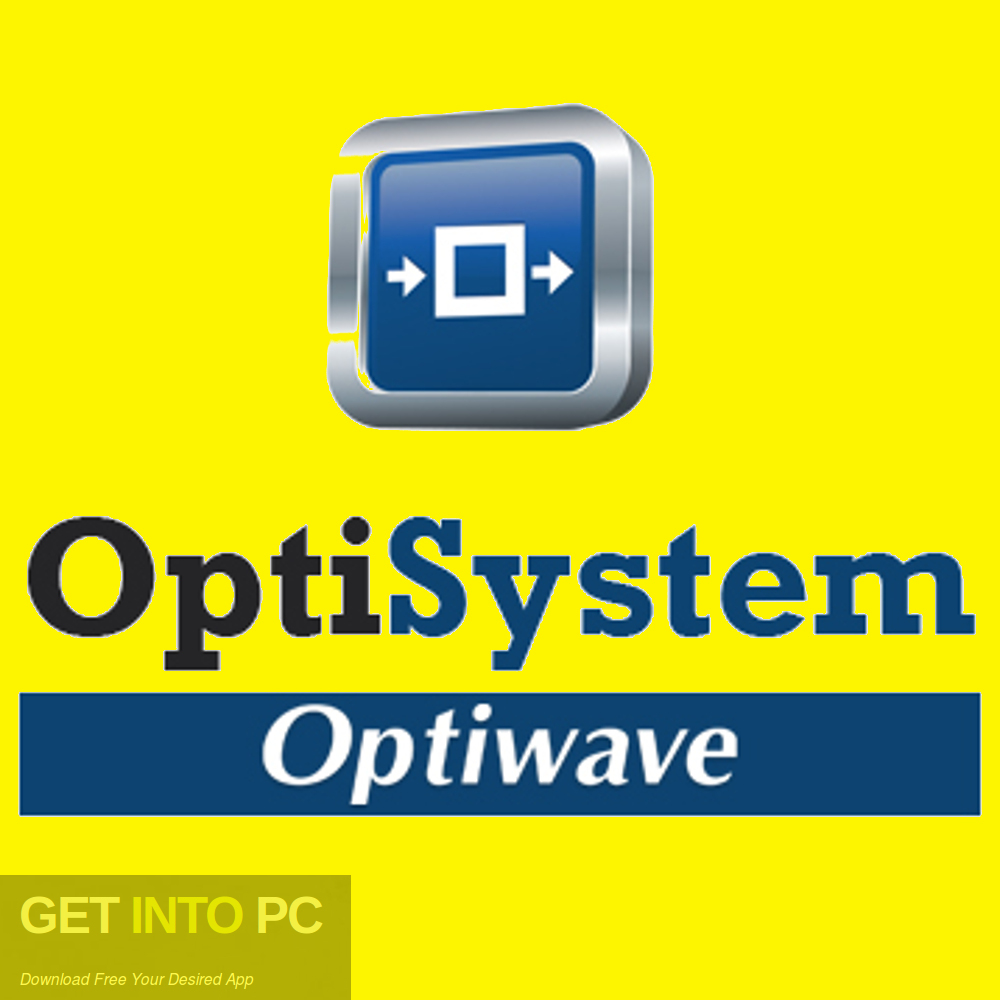 OptiSystem
Optiwave
GET INTO PC
Download Free Your Desired App